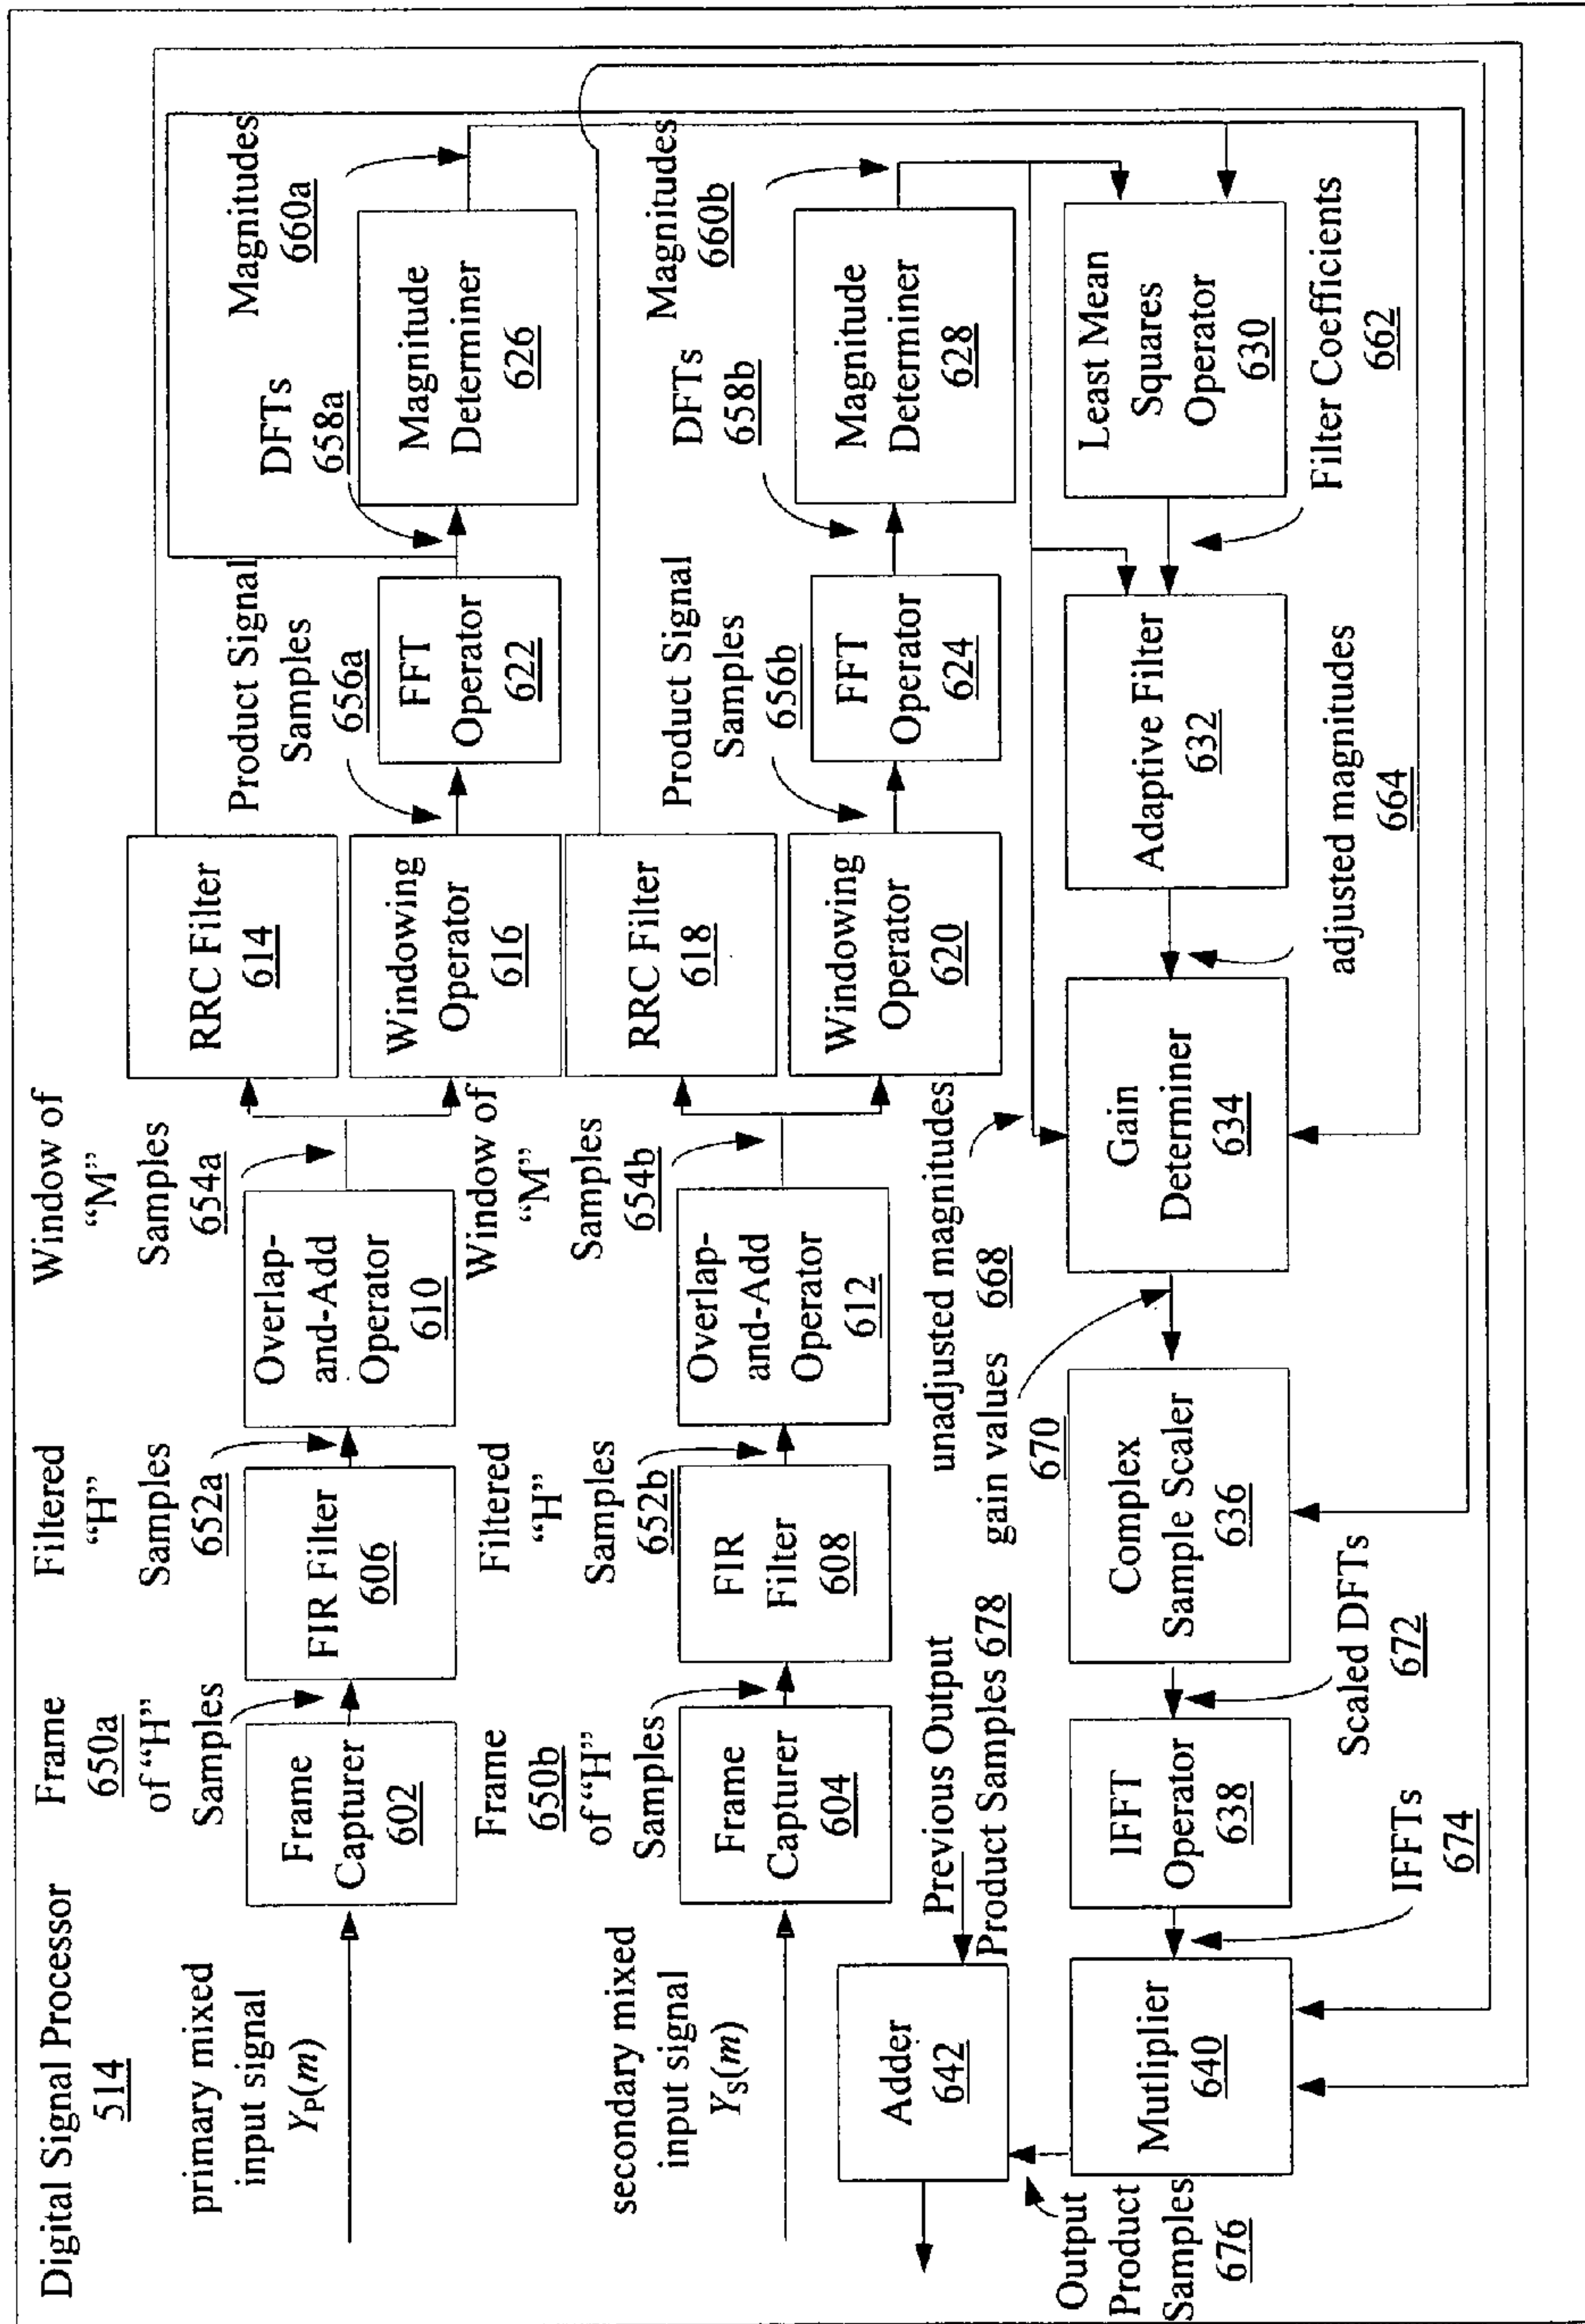 Digital Signal Processor
514
primary mixed
input signal
YP(m)
Frame
650a
of “H”
Samples
Frame
Capturer
602
Filtered
“H”
Samples
652a
FIR Filter
606
Window of
“M”
Samples
654a
Overlap-
and-Add
Operator
610
RRC Filter
614
Windowing
Operator
616
Product Signal
Samples
656a
FFT
Operator
622
DFTs
658a
Magnitude
Determiner
626
Magnitudes
660a
secondary mixed
input signal
YS(m)
Frame
650b
of “H”
Samples
Frame
Capturer
604
Filtered
“H”
Samples
652b
FIR
Filter
608
Window of
“M”
Samples
654b
Overlap-
and-Add
Operator
612
RRC Filter
618
Windowing
Operator
620
Product Signal
Samples
656b
FFT
Operator
624
DFTs
658b
Magnitude
Determiner
628
Magnitudes
660b
Adder
642
Previous Output
Product Samples 678
gain values
670
unadjusted magnitudes
668
Output
Product
Samples
676
Mutliplier
640
IFFT
Operator
638
Complex
Sample Scaler
636
Gain
Determiner
634
Adaptive Filter
632
Least Mean
Squares
Operator
630
IFFTs
674
Scaled DFTs
672
adjusted magnitudes
664
Filter Coefficients
662